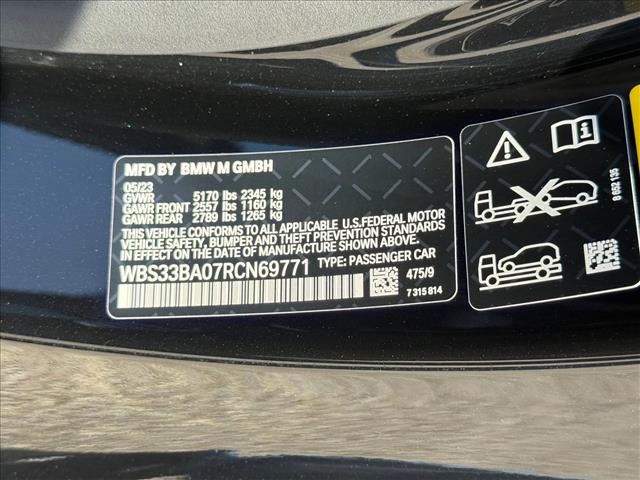 MFD BY BMW M GMBH
05/23
GVWR 5170 lbs 2345 kg
GAWR FRONT 2557 lbs 1160 kg
GAWR REAR 2789 lbs 1265 kg
THIS VEHICLE CONFORMS TO ALL APPLICABLE U.S.FEDERAL MOTOR
VEHICLE SAFETY, BUMPER AND THEFT PREVENTION STANDARDS
IN EFFECT ON THE DATE OF MANUFACTURE SHOWN ABOVE.
WBS33BA07RCN69771 TYPE: PASSENGER CAR
475/9
7 315 814
8 652 135